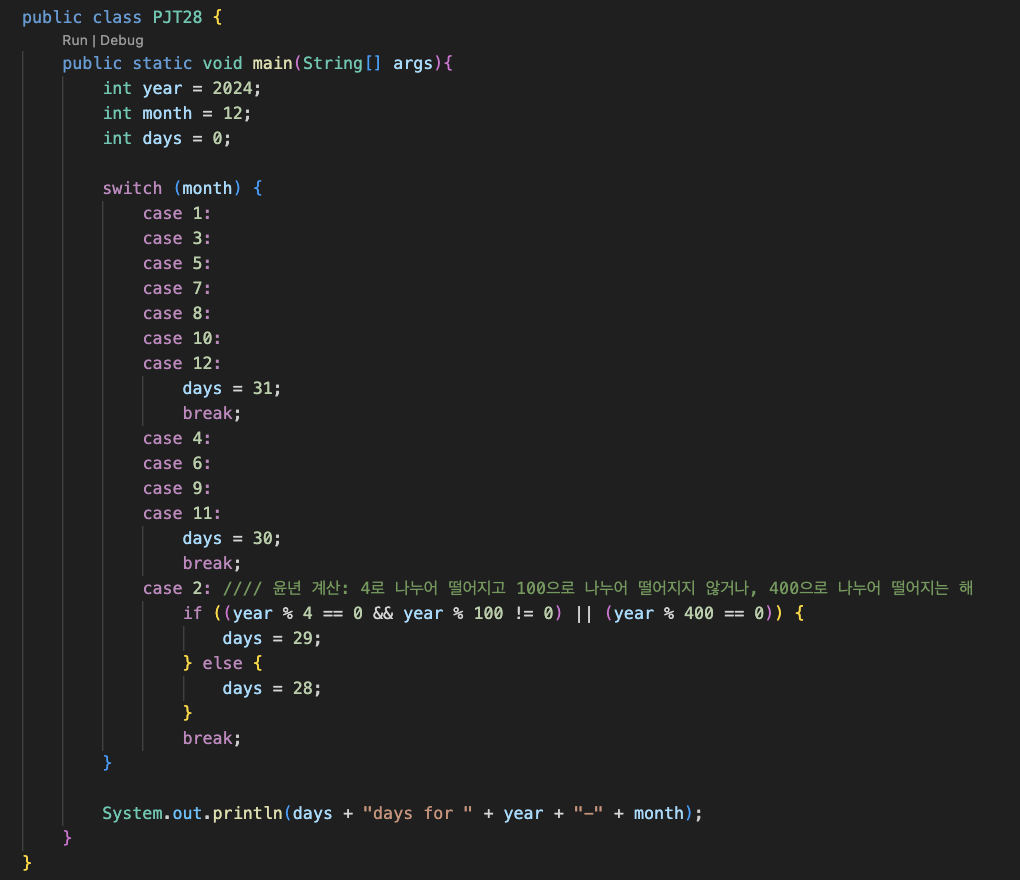 public class PJT28 {
Run | Debug
public static void main(String[] args){
int year = 2024;
int month = 12;
int days = 0;
switch (month) {
case 1:
case 3:
case 5:
case 7:
case 8:
case 10:
case 12:
days = 31;
break;
case 4:
case 6:
case 9:
case 11:
days = 30;
break;
case 2: //// 윤년 계산: 4로 나누어 떨어지고 100으로 나누어 떨어지지 않거나, 400으로 나누어 떨어지는 해
if ((year % 4 == 0 && year % 100 != 0) || (year % 400 == 0)) {
days = 29;
} else {
days = 28;
}
break;
}
System.out.println(days + "days for " + year + "-" + month);
}
}